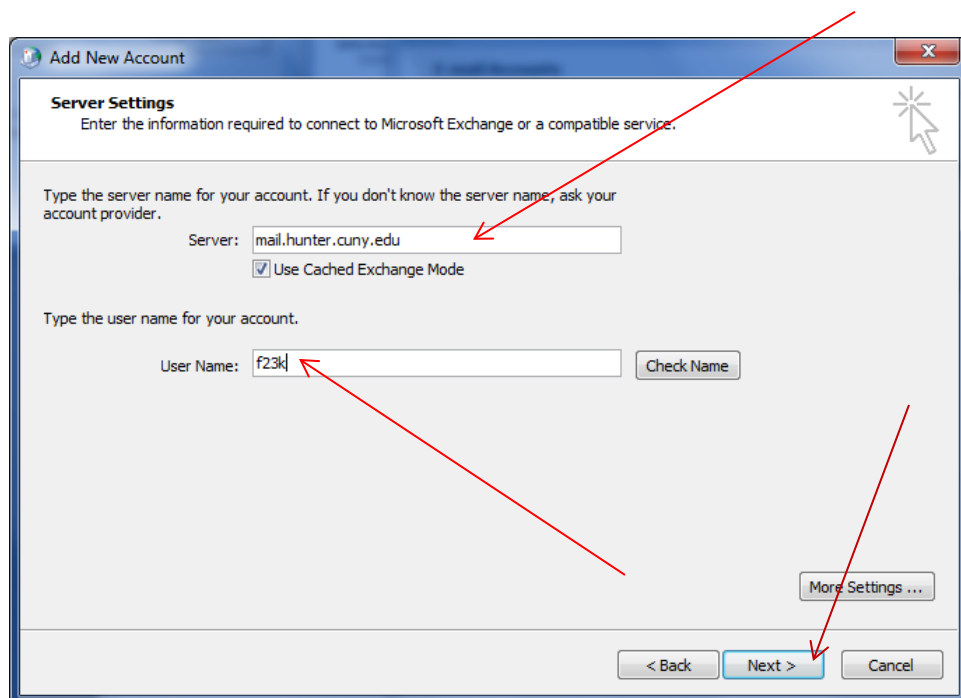 Add New Account
Server Settings
Enter the information required to connect to Microsoft Exchange or a compatible service.
Type the server name for your account. If you don't know the server name, ask your
account provider.
Server: mail.hunter.cuny.edu
Use Cached Exchange Mode
Type the user name for your account.
User Name: f23k Check Name
More Settings ...
< Back Next > Cancel